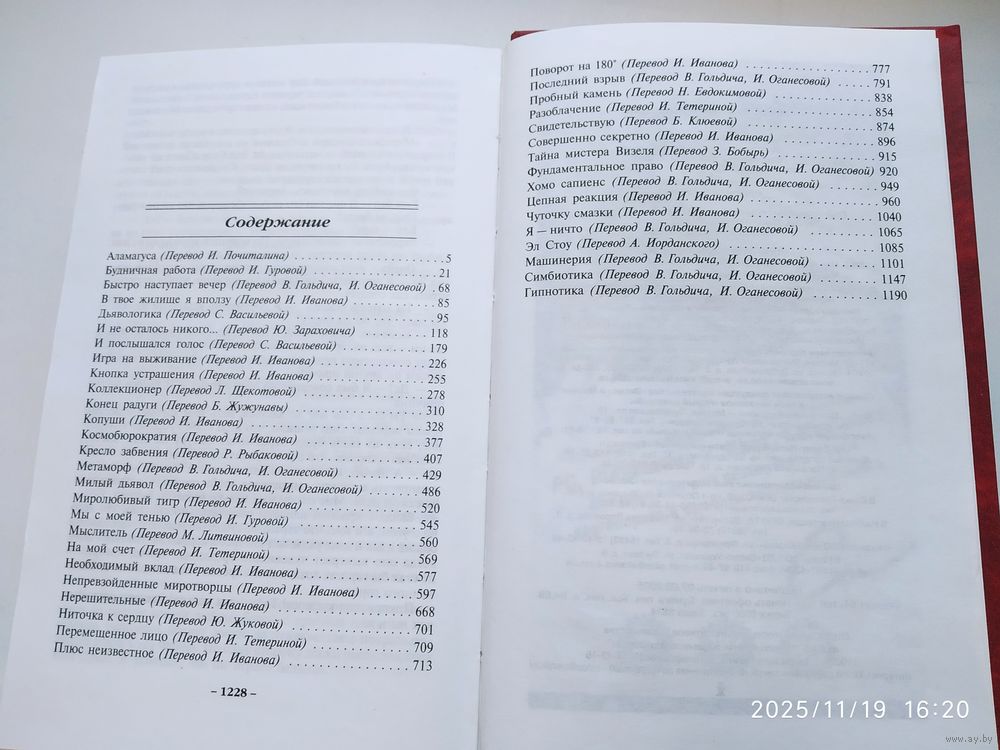 Содержание
Аламагуса (Перевод И. Почиталина) . . . . . . . . . . . . . . . . . . . . . . . 5
Будничная работа (Перевод И. Гуровой) . . . . . . . . . . . . . . . . . . 21
Быстро наступает вечер (Перевод В. Гольдича, И. Оганесовой) . 68
В твое жилище я вползу (Перевод И. Иванова) . . . . . . . . . . . . . 85
Дьявологика (Перевод С. Васильевой) . . . . . . . . . . . . . . . . . . . . 95
И не осталось никого... (Перевод Ю. Зараховича) . . . . . . . . . . 118
И послышался голос (Перевод С. Васильевой) . . . . . . . . . . . . . 179
Игра на выживание (Перевод И. Иванова) . . . . . . . . . . . . . . . . 226
Кнопка устрашения (Перевод И. Иванова) . . . . . . . . . . . . . . . . 255
Коллекционер (Перевод Л. Щекотовой) . . . . . . . . . . . . . . . . . . 278
Конец радуги (Перевод Б. Жужунавы) . . . . . . . . . . . . . . . . . . . 310
Копуши (Перевод И. Иванова) . . . . . . . . . . . . . . . . . . . . . . . . . 328
Космобюрократия (Перевод И. Иванова) . . . . . . . . . . . . . . . . . 377
Кресло забвения (Перевод Р. Рыбаковой) . . . . . . . . . . . . . . . . . 407
Метаморф (Перевод В. Гольдича, И. Оганесовой) . . . . . . . . . . . 429
Милый дьявол (Перевод В. Гольдича, И. Оганесовой) . . . . . . . 486
Миролюбивый тигр (Перевод И. Иванова) . . . . . . . . . . . . . . . . 520
Мы с моей тенью (Перевод И. Гуровой) . . . . . . . . . . . . . . . . . . 545
Мыслитель (Перевод М. Литвиновой) . . . . . . . . . . . . . . . . . . . . 560
На мой счет (Перевод И. Тетериной) . . . . . . . . . . . . . . . . . . . . 569
Необходимый вклад (Перевод И. Иванова) . . . . . . . . . . . . . . . . 577
Непревзойденные миротворцы (Перевод И. Иванова) . . . . . . . . 597
Нерешительные (Перевод И. Иванова) . . . . . . . . . . . . . . . . . . . 668
Ниточка к сердцу (Перевод Ю. Жуковой) . . . . . . . . . . . . . . . . . 701
Перемещенное лицо (Перевод И. Тетериной) . . . . . . . . . . . . . . 709
Плюс неизвестное (Перевод И. Иванова) . . . . . . . . . . . . . . . . . 713
– 1228 –
Поворот на 180° (Перевод И. Иванова) . . . . . . . . . . . . . . . . . . 777
Последний взрыв (Перевод В. Гольдича, И. Оганесовой) . . . . . 791
Пробный камень (Перевод Н. Евдокимовой) . . . . . . . . . . . . . . . 838
Разоблачение (Перевод И. Тетериной) . . . . . . . . . . . . . . . . . . . 854
Свидетельствую (Перевод Б. Клюевой) . . . . . . . . . . . . . . . . . . . 874
Совершенно секретно (Перевод И. Иванова) . . . . . . . . . . . . . . 896
Тайна мистера Визеля (Перевод З. Бобырь) . . . . . . . . . . . . . . . 915
Фундаментальное право (Перевод В. Гольдича, И. Оганесовой) 920
Хомо сапиенс (Перевод В. Гольдича, И. Оганесовой) . . . . . . . . 949
Цепная реакция (Перевод И. Иванова) . . . . . . . . . . . . . . . . . . . 960
Чуточку смазки (Перевод И. Иванова) . . . . . . . . . . . . . . . . . . 1040
Я — ничто (Перевод В. Гольдича, И. Оганесовой) . . . . . . . . . . 1065
Эл Стоу (Перевод А. Иорданского) . . . . . . . . . . . . . . . . . . . . . 1085
Машинерия (Перевод В. Гольдича, И. Оганесовой) . . . . . . . . . 1101
Симбиотика (Перевод В. Гольдича, И. Оганесовой) . . . . . . . . . 1147
Гипнотика (Перевод В. Гольдича, И. Оганесовой) . . . . . . . . . . 1190
2025/11/19 16:20
www.ay.by